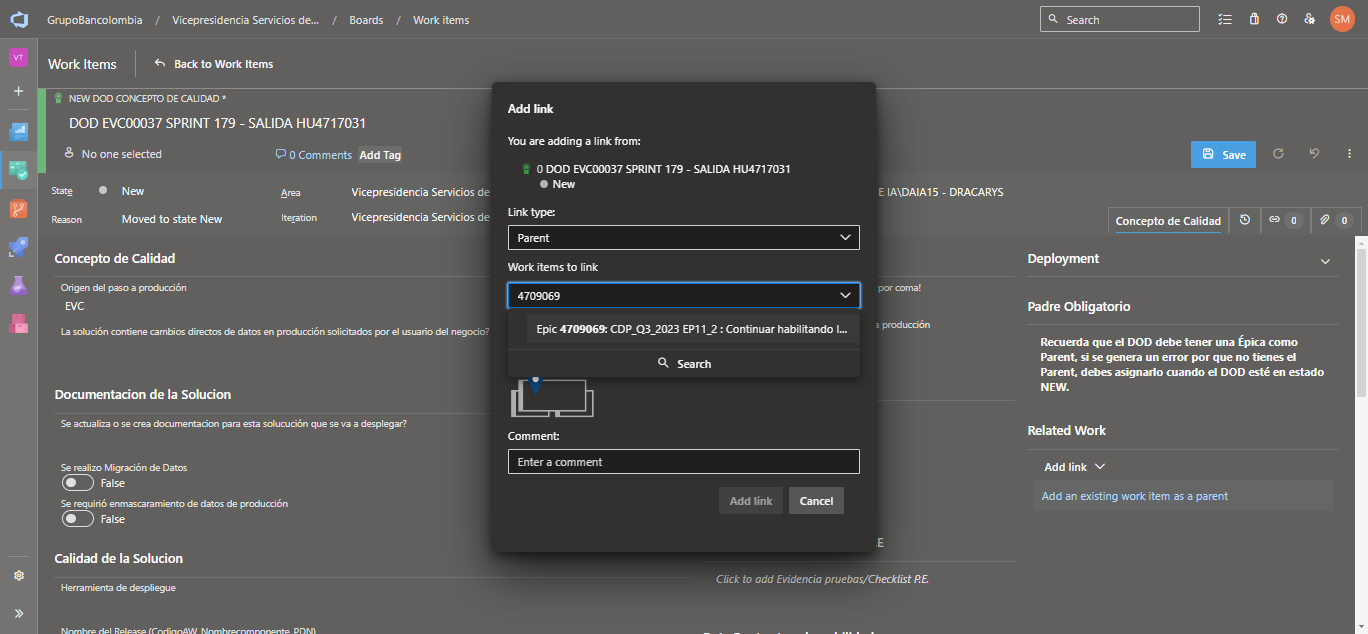 GrupoBancolombia / Vicepresidencia Servicios de... / Boards / Work items
Search
SM
VT
Work Items
Back to Work Items
NEW DOD CONCEPTO DE CALIDAD *
DOD EVC00037 SPRINT 179 - SALIDA HU4717031
No one selected
0 Comments
Add Tag
Save
State
New
Area
Vicepresidencia Servicios de
E IA\DAIA15 - DRACARYS
Reason
Moved to state New
Iteration
Vicepresidencia Servicios de
Concepto de Calidad
0
0
Add link
You are adding a link from:
0 DOD EVC00037 SPRINT 179 - SALIDA HU4717031
New
Link type:
Parent
Work items to link
4709069
Epic 4709069: CDP_Q3_2023 EP11_2 : Continuar habilitando l...
Search
Comment:
Enter a comment
Add link
Cancel
Concepto de Calidad
Origen del paso a producción
EVC
La solución contiene cambios directos de datos en producción solicitados por el usuario del negocio?
Documentacion de la Solucion
Se actualiza o se crea documentacion para esta solucución que se va a desplegar?
Se realizo Migración de Datos
False
Se requirió enmascaramiento de datos de producción
False
Calidad de la Solucion
Herramienta de despliegue
Nombre del Release (CodigoAW_Nombrecomponente_PDN)
por coma!
a producción
E
Click to add Evidencia pruebas/Checklist P.E.
Deployment
Padre Obligatorio
Recuerda que el DOD debe tener una Épica como
Parent, si se genera un error por que no tienes el
Parent, debes asignarlo cuando el DOD esté en estado
NEW.
Related Work
Add link
Add an existing work item as a parent